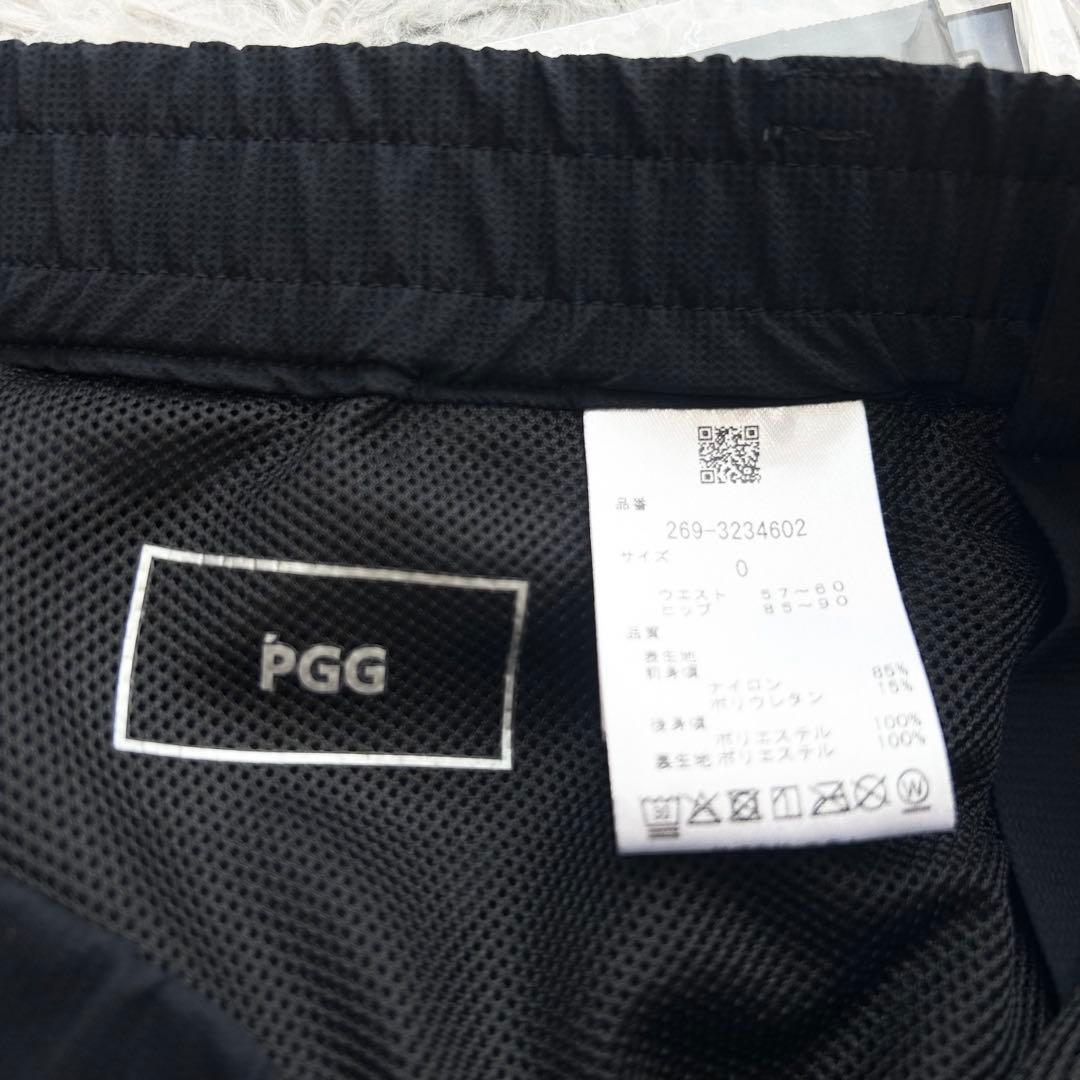 PGG
品番
269-3234602
サイズ
0
ウエスト 57～60
ヒップ 85～90
品質
表生地
前身頃
ナイロン 85%
ポリウレタン 15%
後身頃
ポリエステル 100%
裏生地 ポリエステル 100%
30
W